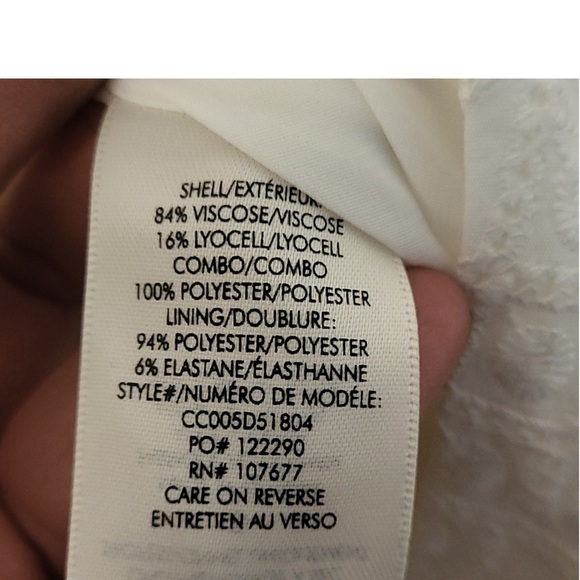 SHELL/EXTÉRIEUR:
84% VISCOSE/VISCOSE
16% LYOCELL/LYOCELL
COMBO/COMBO
100% POLYESTER/POLYESTER
LINING/DOUBLURE:
94% POLYESTER/POLYESTER
6% ELASTANE/ÉLASTHANNE
STYLE#/NUMÉRO DE MODÉLE:
CC005D51804
PO# 122290
RN# 107677
CARE ON REVERSE
ENTRETIEN AU VERSO